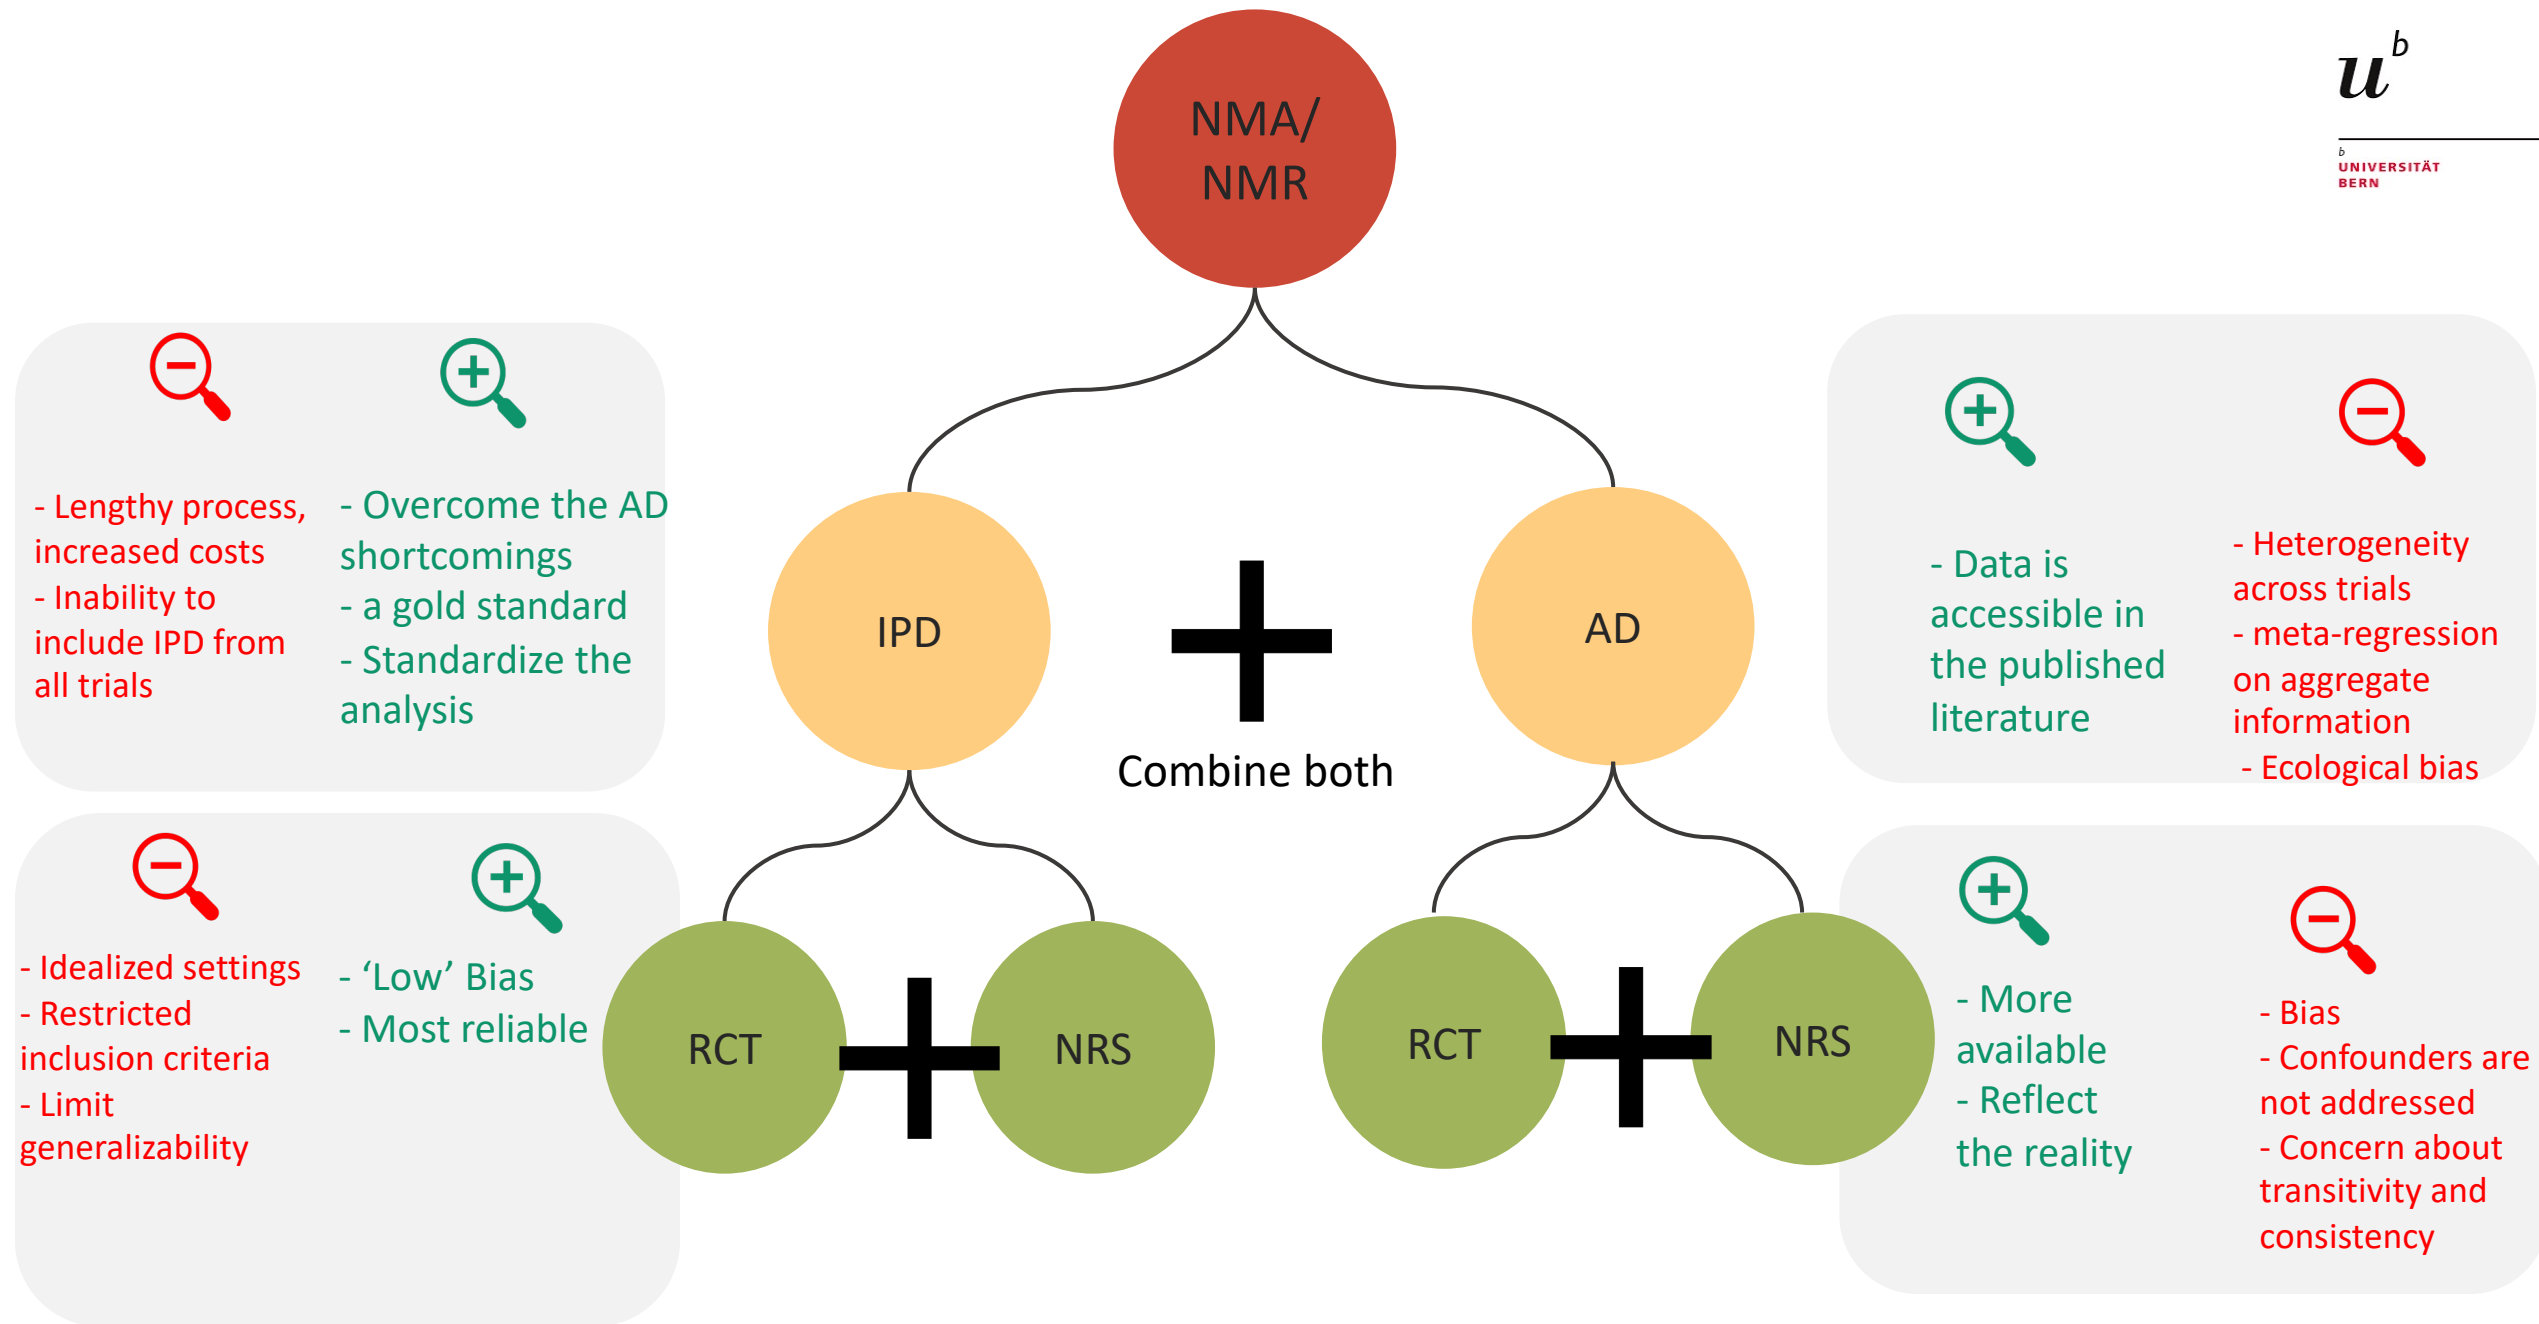 NMA/
NMR
u
b
b
UNIVERSITÄT
BERN
- Lengthy process,
increased costs
- Inability to
include IPD from
all trials
- Overcome the AD
shortcomings
- a gold standard
- Standardize the
analysis
IPD
Combine both
AD
- Data is
accessible in
the published
literature
- Heterogeneity
across trials
- meta-regression
on aggregate
information
- Ecological bias
- Idealized settings
- Restricted
inclusion criteria
- Limit
generalizability
- ‘Low’ Bias
- Most reliable
RCT
NRS
RCT
NRS
- More
available
- Reflect
the reality
- Bias
- Confounders are
not addressed
- Concern about
transitivity and
consistency